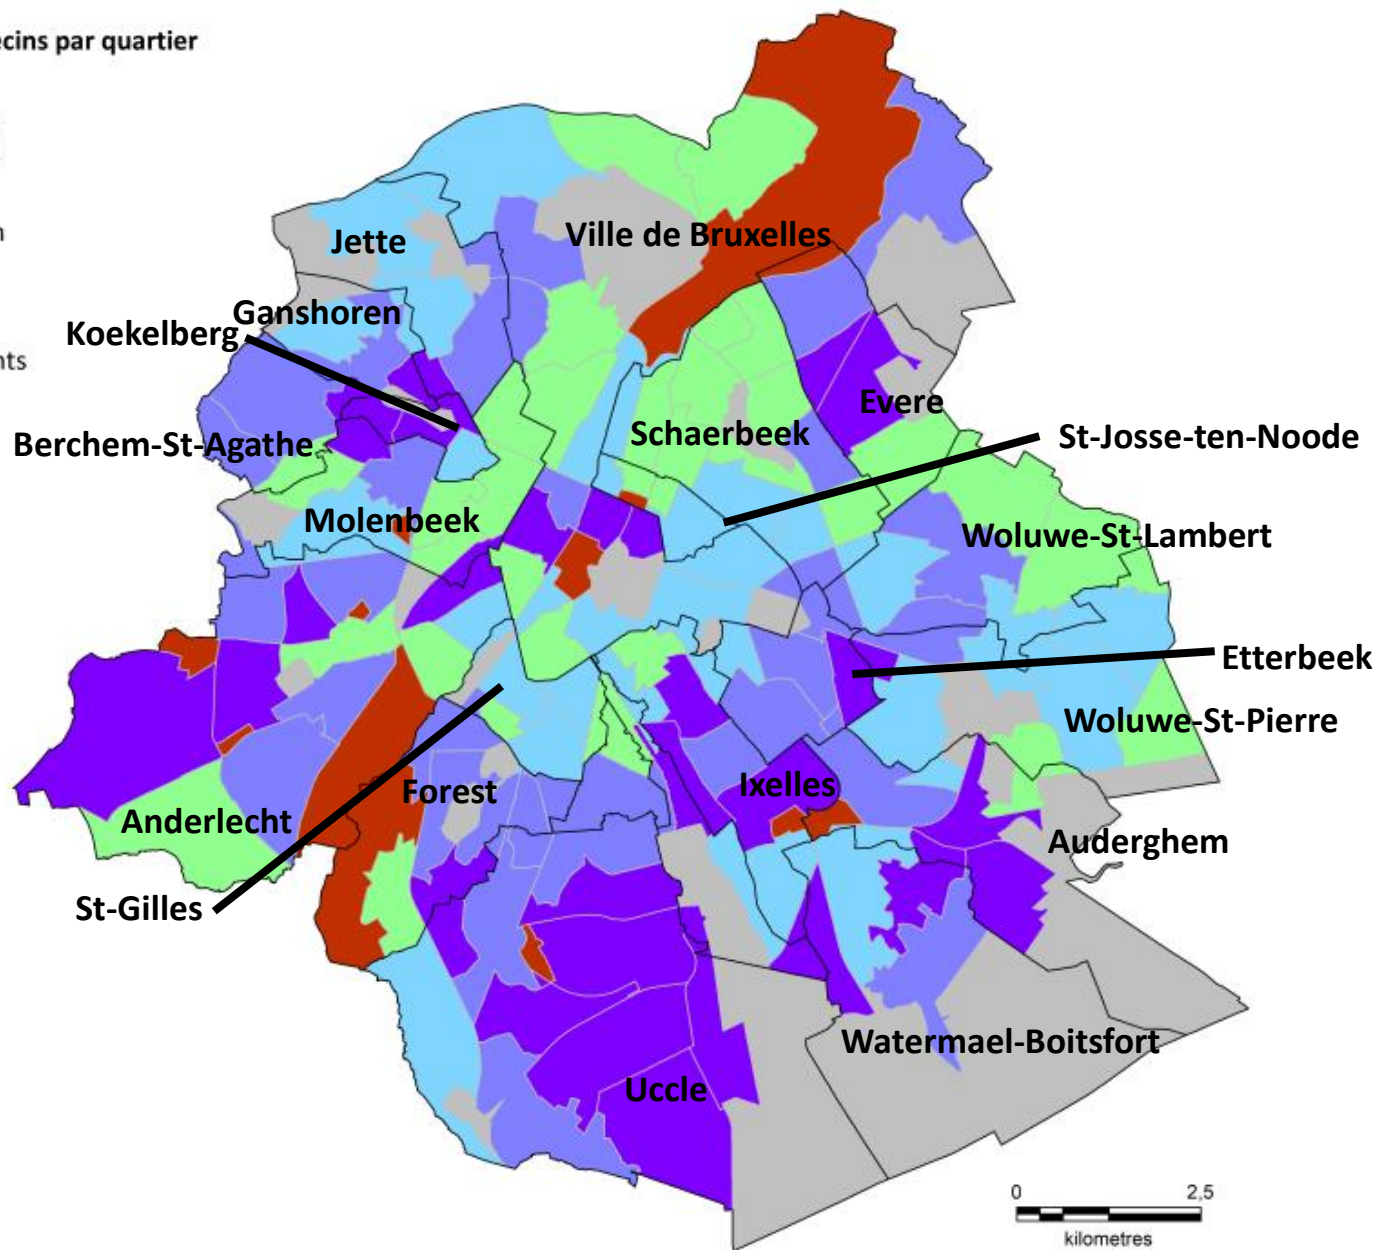 ecins par quartier
n
nts
Jette
Ville de Bruxelles
Ganshoren
Koekelberg
Evere
Berchem-St-Agathe
Schaerbeek
St-Josse-ten-Noode
Molenbeek
Woluwe-St-Lambert
Etterbeek
Woluwe-St-Pierre
Ixelles
Forest
Anderlecht
Auderghem
St-Gilles
Watermael-Boitsfort
Uccle
0 2,5
kilometres